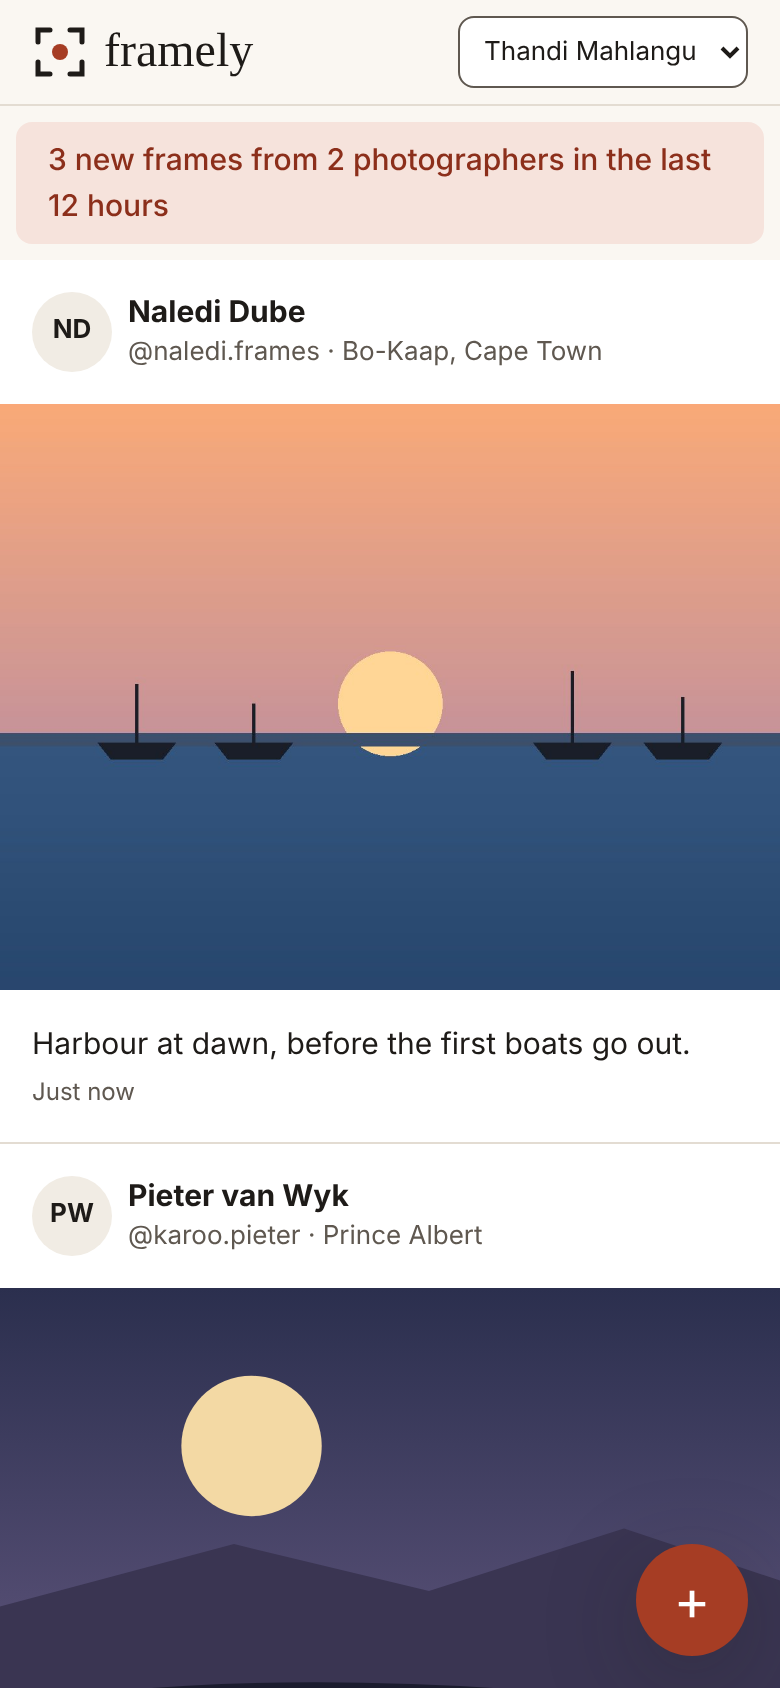 framely
Thandi Mahlangu
3 new frames from 2 photographers in the last
12 hours
ND
Naledi Dube
@naledi.frames · Bo-Kaap, Cape Town
Harbour at dawn, before the first boats go out.
Just now
PW
Pieter van Wyk
@karoo.pieter · Prince Albert
+